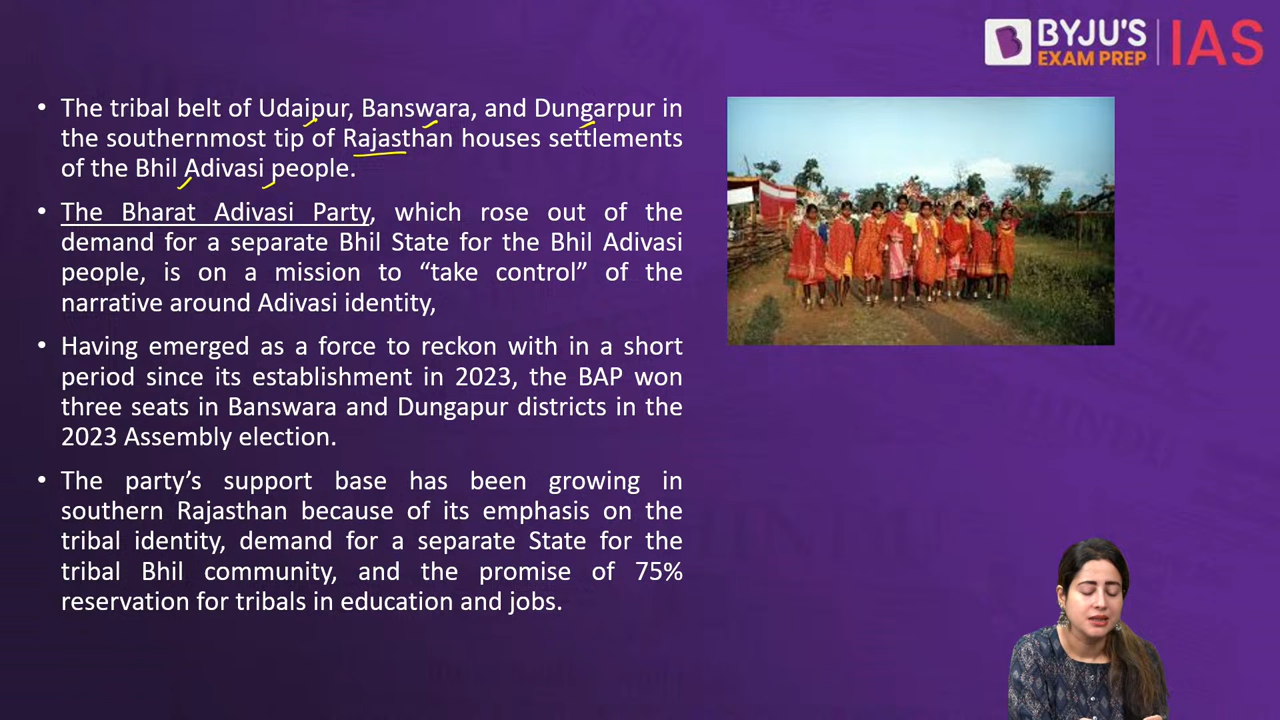 BYJU'S
EXAM PREP
IAS
• The tribal belt of Udaipur, Banswara, and Dungarpur in
the southernmost tip of Rajasthan houses settlements
of the Bhil Adivasi people.
• The Bharat Adivasi Party, which rose out of the
demand for a separate Bhil State for the Bhil Adivasi
people, is on a mission to “take control” of the
narrative around Adivasi identity,
• Having emerged as a force to reckon with in a short
period since its establishment in 2023, the BAP won
three seats in Banswara and Dungapur districts in the
2023 Assembly election.
• The party’s support base has been growing in
southern Rajasthan because of its emphasis on the
tribal identity, demand for a separate State for the
tribal Bhil community, and the promise of 75%
reservation for tribals in education and jobs.